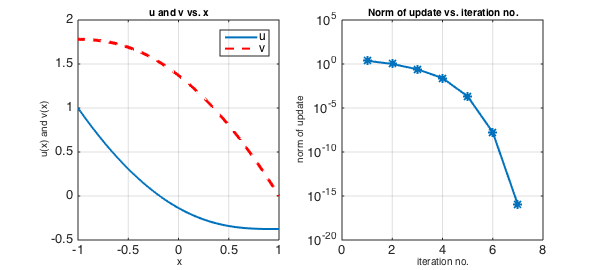 u and v vs. x
u
v
2
1.5
1
0.5
0
-0.5
-1
-0.5
0
0.5
1
x
u(x) and v(x)
Norm of update vs. iteration no.
10^5
10^0
10^-5
10^-10
10^-15
10^-20
0
2
4
6
8
iteration no.
norm of update